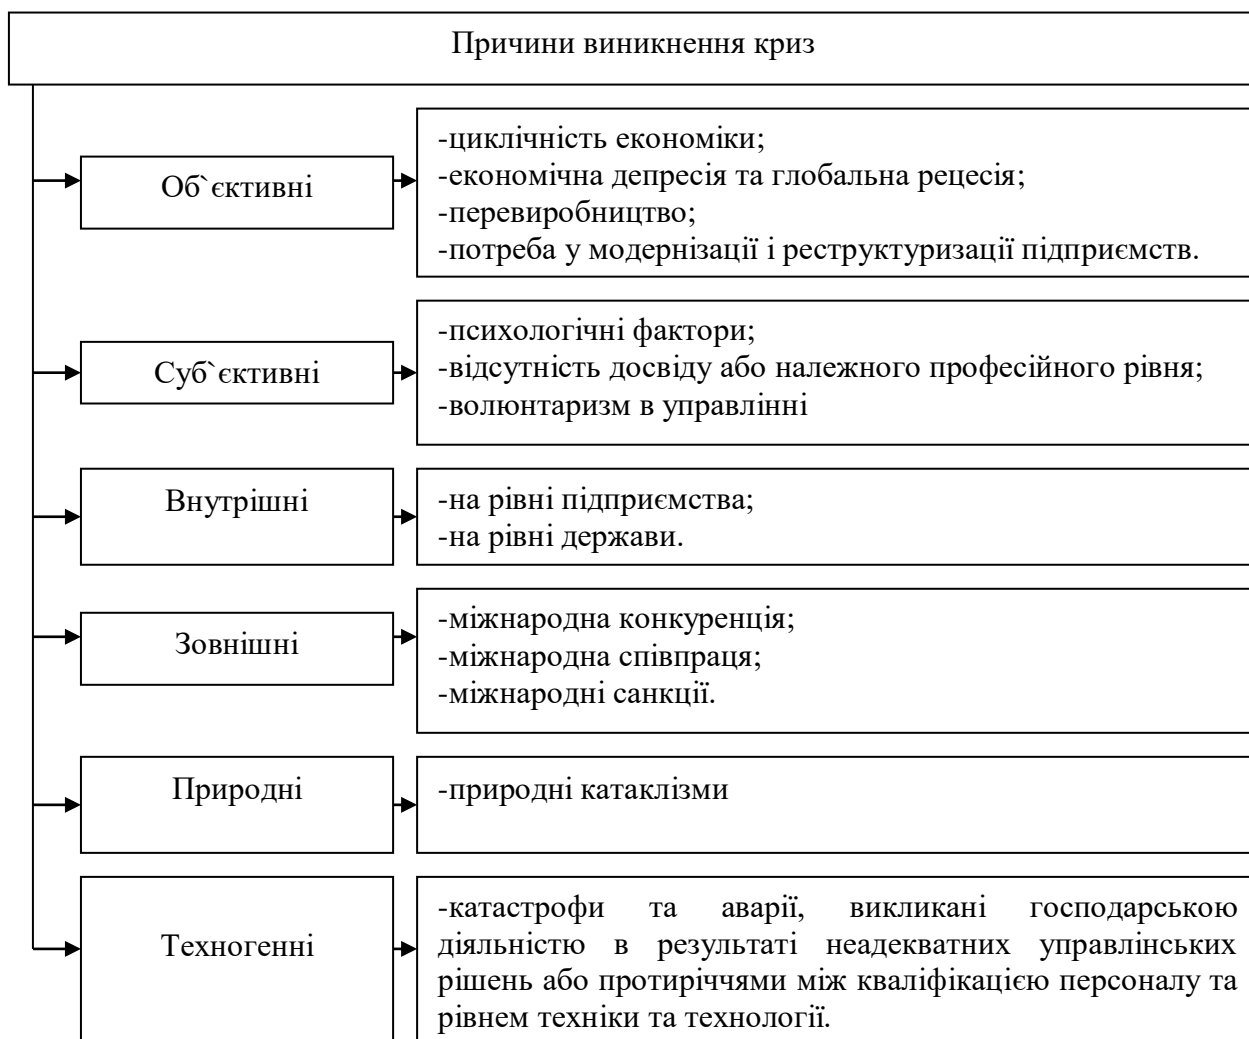 Причини виникнення криз
Об`єктивні
-циклічність економіки;
-економічна депресія та глобальна рецесія;
-перевиробництво;
-потреба у модернізації і реструктуризації підприємств.
Суб`єктивні
-психологічні фактори;
-відсутність досвіду або належного професійного рівня;
-волюнтаризм в управлінні
Внутрішні
-на рівні підприємства;
-на рівні держави.
Зовнішні
-міжнародна конкуренція;
-міжнародна співпраця;
-міжнародні санкції.
Природні
-природні катаклізми
Техногенні
-катастрофи та аварії, викликані господарською
діяльністю в результаті неадекватних управлінських
рішень або протиріччями між кваліфікацією персоналу та
рівнем техніки та технології.